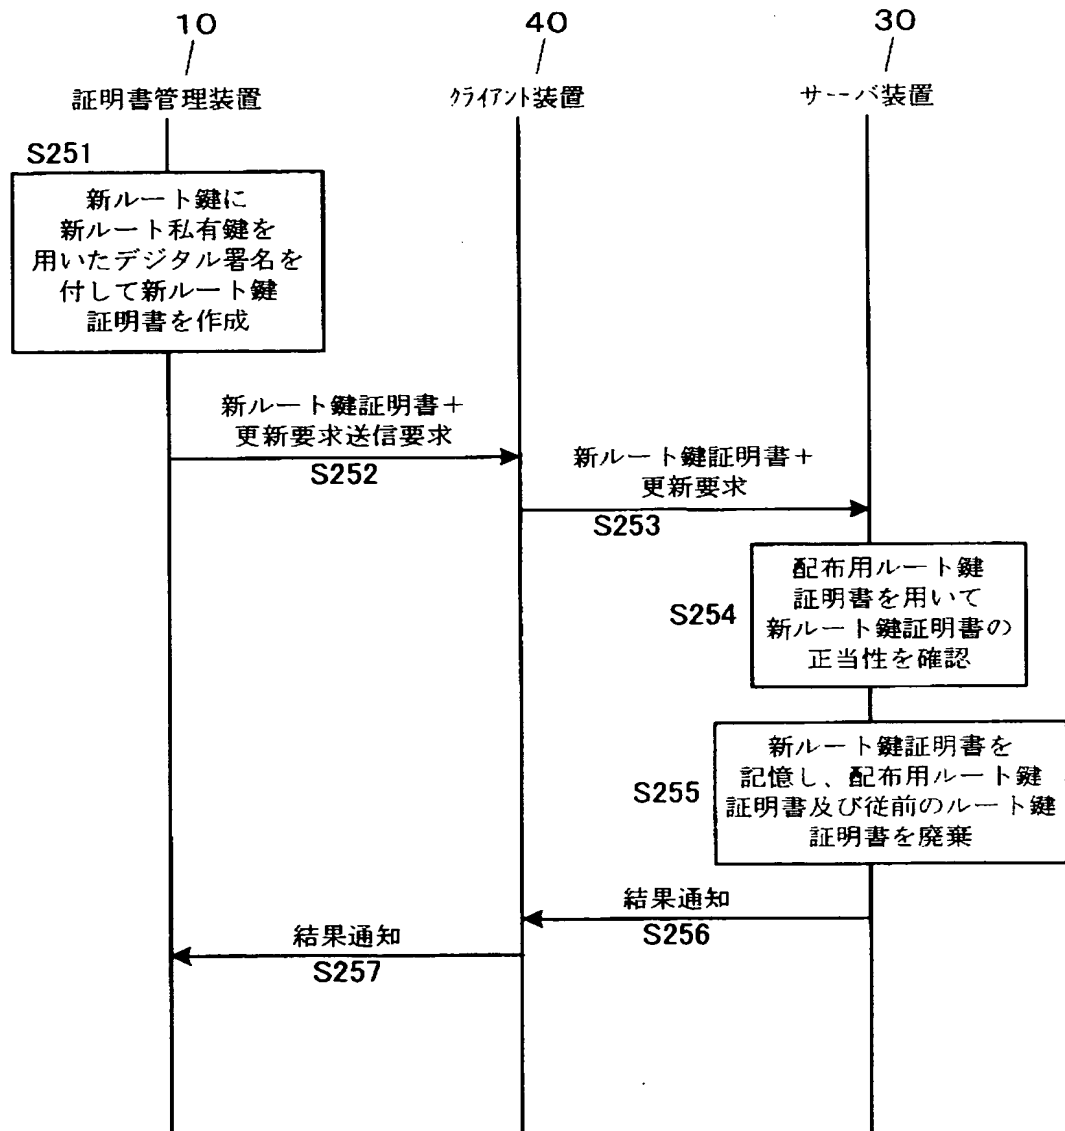 10
40
30
証明書管理装置
クライアント装置
サーバ装置
S251
新ルート鍵に
新ルート私有鍵を
用いたデジタル署名を
付して新ルート鍵
証明書を作成
新ルート鍵証明書＋
更新要求送信要求
S252
新ルート鍵証明書＋
更新要求
S253
S254
配布用ルート鍵
証明書を用いて
新ルート鍵証明書の
正当性を確認
S255
新ルート鍵証明書を
記憶し、配布用ルート鍵
証明書及び従前のルート鍵
証明書を廃棄
結果通知
S256
結果通知
S257